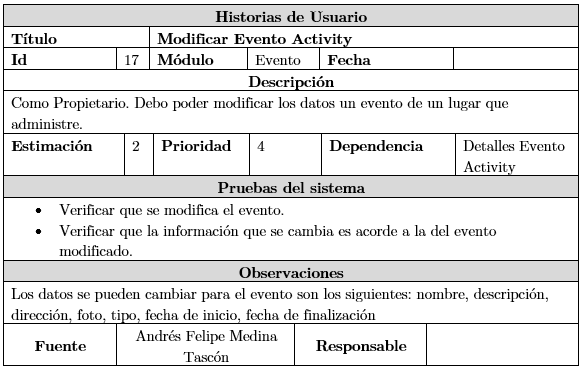 Historias de Usuario
Título Modificar Evento Activity
Id 17 Módulo Evento Fecha
Descripción
Como Propietario. Debo poder modificar los datos un evento de un lugar que
administre.
Estimación 2 Prioridad 4 Dependencia Detalles Evento
Activity
Pruebas del sistema
• Verificar que se modifica el evento.
• Verificar que la información que se cambia es acorde a la del evento
modificado.
Observaciones
Los datos se pueden cambiar para el evento son los siguientes: nombre, descripción,
dirección, foto, tipo, fecha de inicio, fecha de finalización
Fuente Andrés Felipe Medina
Tascón Responsable